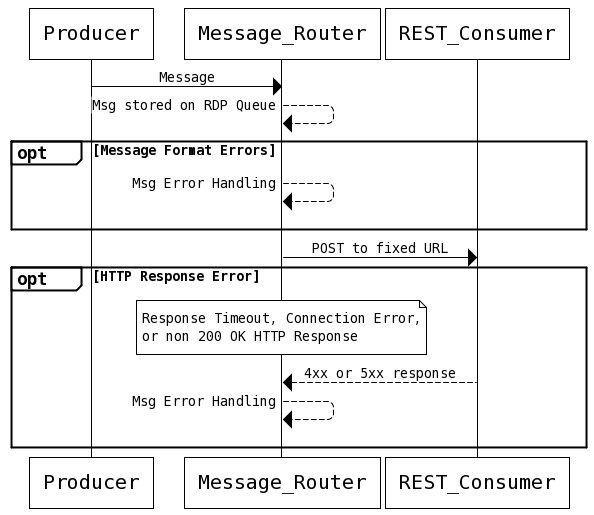 Producer
Message_Router
REST_Consumer
Message
Msg stored on RDP Queue
opt
[Message Format Errors]
Msg Error Handling
POST to fixed URL
opt
[HTTP Response Error]
Response Timeout, Connection Error,
or non 200 OK HTTP Response
4xx or 5xx response
Msg Error Handling
Producer
Message_Router
REST_Consumer